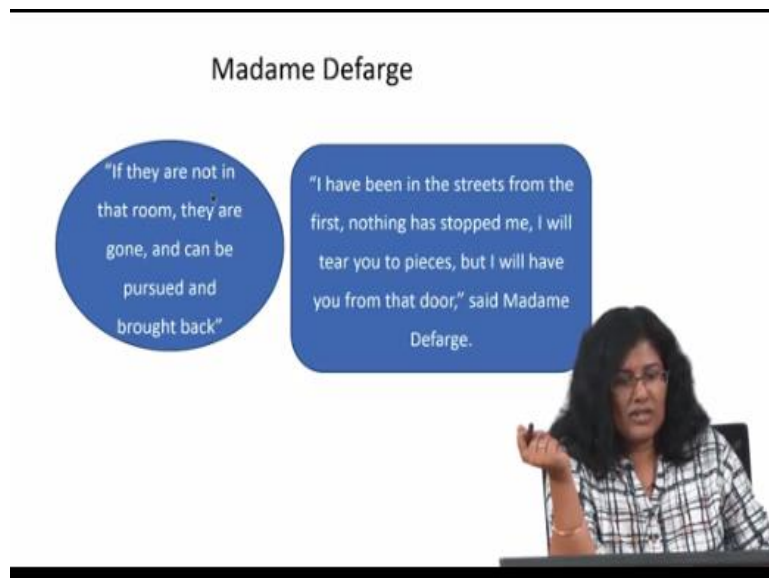 Madame Defarge
"If they are not in
that room, they are
gone, and can be
pursued and
brought back"
"I have been in the streets from the
first, nothing has stopped me, I will
tear you to pieces, but I will have
you from that door," said Madame
Defarge.